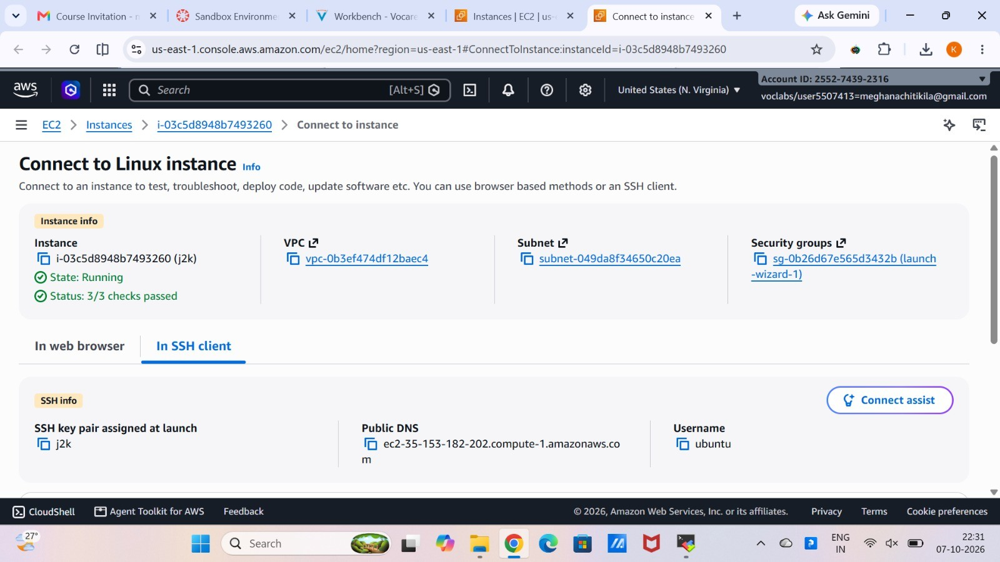 Course Invitation - n
Sandbox Environme
Workbench - Vocare
Instances | EC2 | us-
Connect to instance
Ask Gemini
us-east-1.console.aws.amazon.com/ec2/home?region=us-east-1#ConnectToInstance:instanceId=i-03c5d8948b7493260
K
aws
Search
[Alt+S]
United States (N. Virginia)
Account ID: 2552-7439-2316
voclabs/user5507413=meghanachitikila@gmail.com
EC2
Instances
i-03c5d8948b7493260
Connect to instance
Connect to Linux instance Info
Connect to an instance to test, troubleshoot, deploy code, update software etc. You can use browser based methods or an SSH client.
Instance info
Instance
i-03c5d8948b7493260 (j2k)
State: Running
Status: 3/3 checks passed
VPC
vpc-0b3ef474df12baec4
Subnet
subnet-049da8f34650c20ea
Security groups
sg-0b26d67e565d3432b (launch
-wizard-1)
In web browser
In SSH client
SSH info
Connect assist
SSH key pair assigned at launch
j2k
Public DNS
ec2-35-153-182-202.compute-1.amazonaws.co
m
Username
ubuntu
CloudShell
Agent Toolkit for AWS
Feedback
© 2026, Amazon Web Services, Inc. or its affiliates.
Privacy
Terms
Cookie preferences
27°
Search
ENG
IN
22:31
07-10-2026